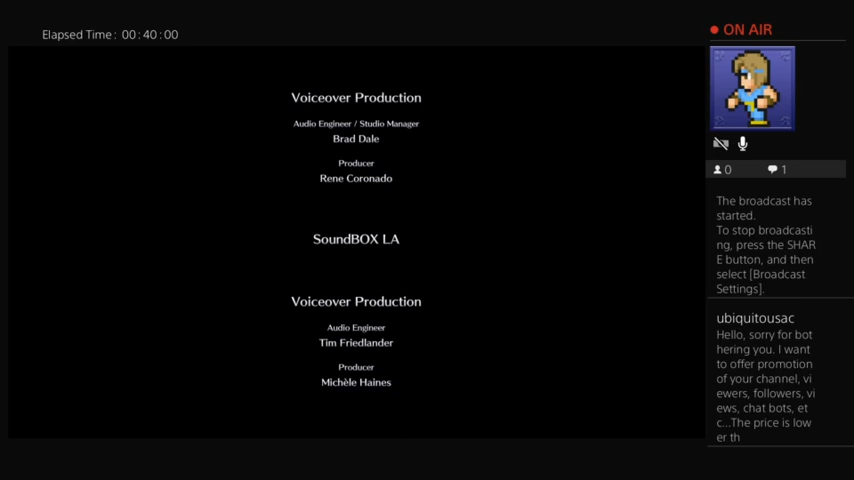 Elapsed Time: 00:40:00
ON AIR
Voiceover Production
Audio Engineer / Studio Manager
Brad Dale
Producer
Rene Coronado
SoundBOX LA
Voiceover Production
Audio Engineer
Tim Friedlander
Producer
Michèle Haines
0
1
The broadcast has
started.
To stop broadcasti
ng, press the SHAR
E button, and then
select [Broadcast
Settings].
ubiquitousac
Hello, sorry for bot
hering you. I want
to offer promotion
of your channel, vi
ewers, followers, vi
ews, chat bots, et
c...The price is low
er th